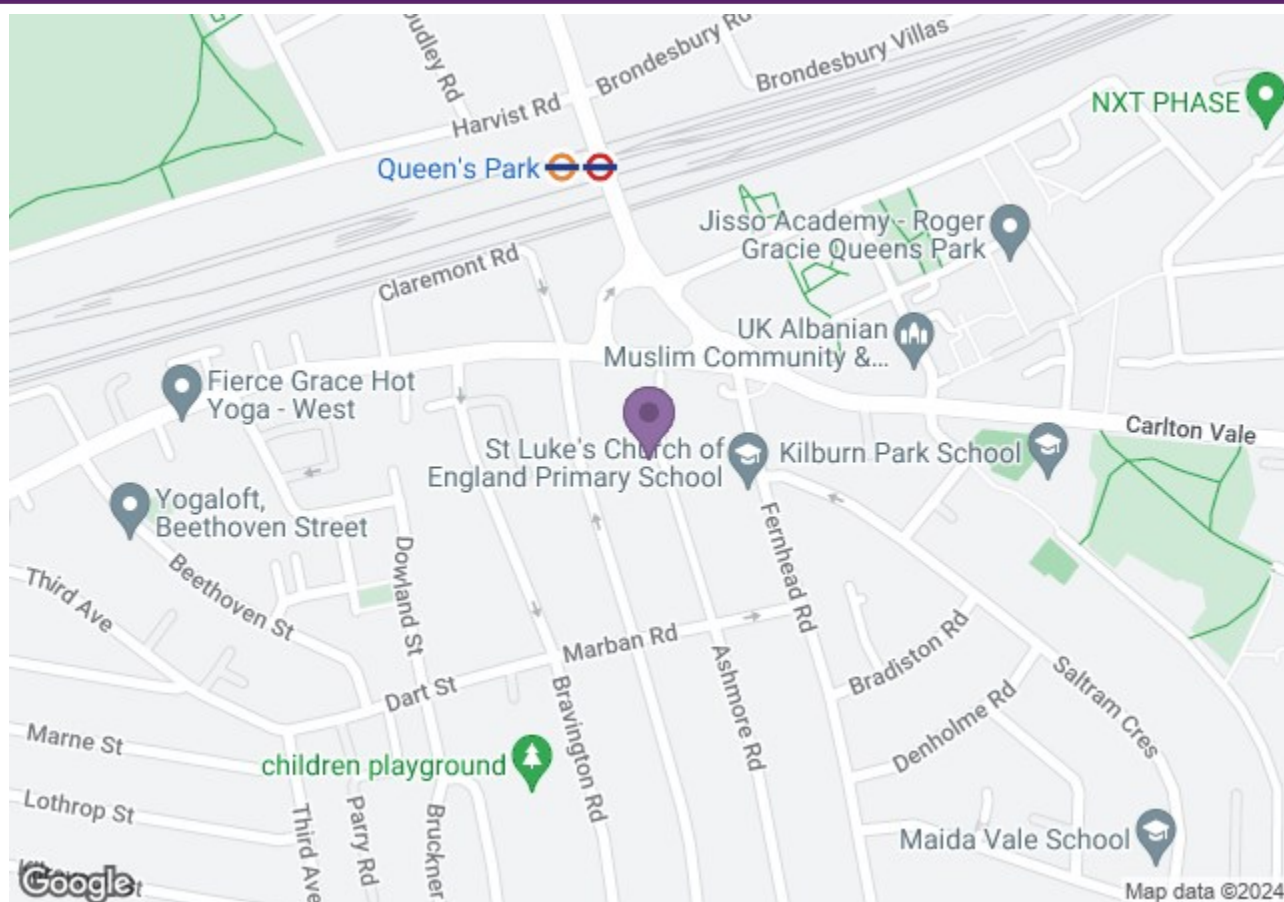 Dudley Rd
Brondesbury Rd
Brondesbury Villas
Harvist Rd
NXT PHASE
Queen's Park
Jisso Academy - Roger
Gracie Queens Park
Claremont Rd
UK Albanian
Muslim Community &...
Fierce Grace Hot
Yoga - West
Carlton Vale
St Luke's Church of
England Primary School
Kilburn Park School
Yogaloft,
Beethoven Street
Fernhead Rd
Third Ave
Beethoven St
Dowland St
Marban Rd
Ashmore Rd
Bradiston Rd
Saltram Cres
Dart St
Bravington Rd
Denholme Rd
Marne St
children playground
Lothrop St
Third Ave
Parry Rd
Bruckner
Maida Vale School
Google
Map data ©2024